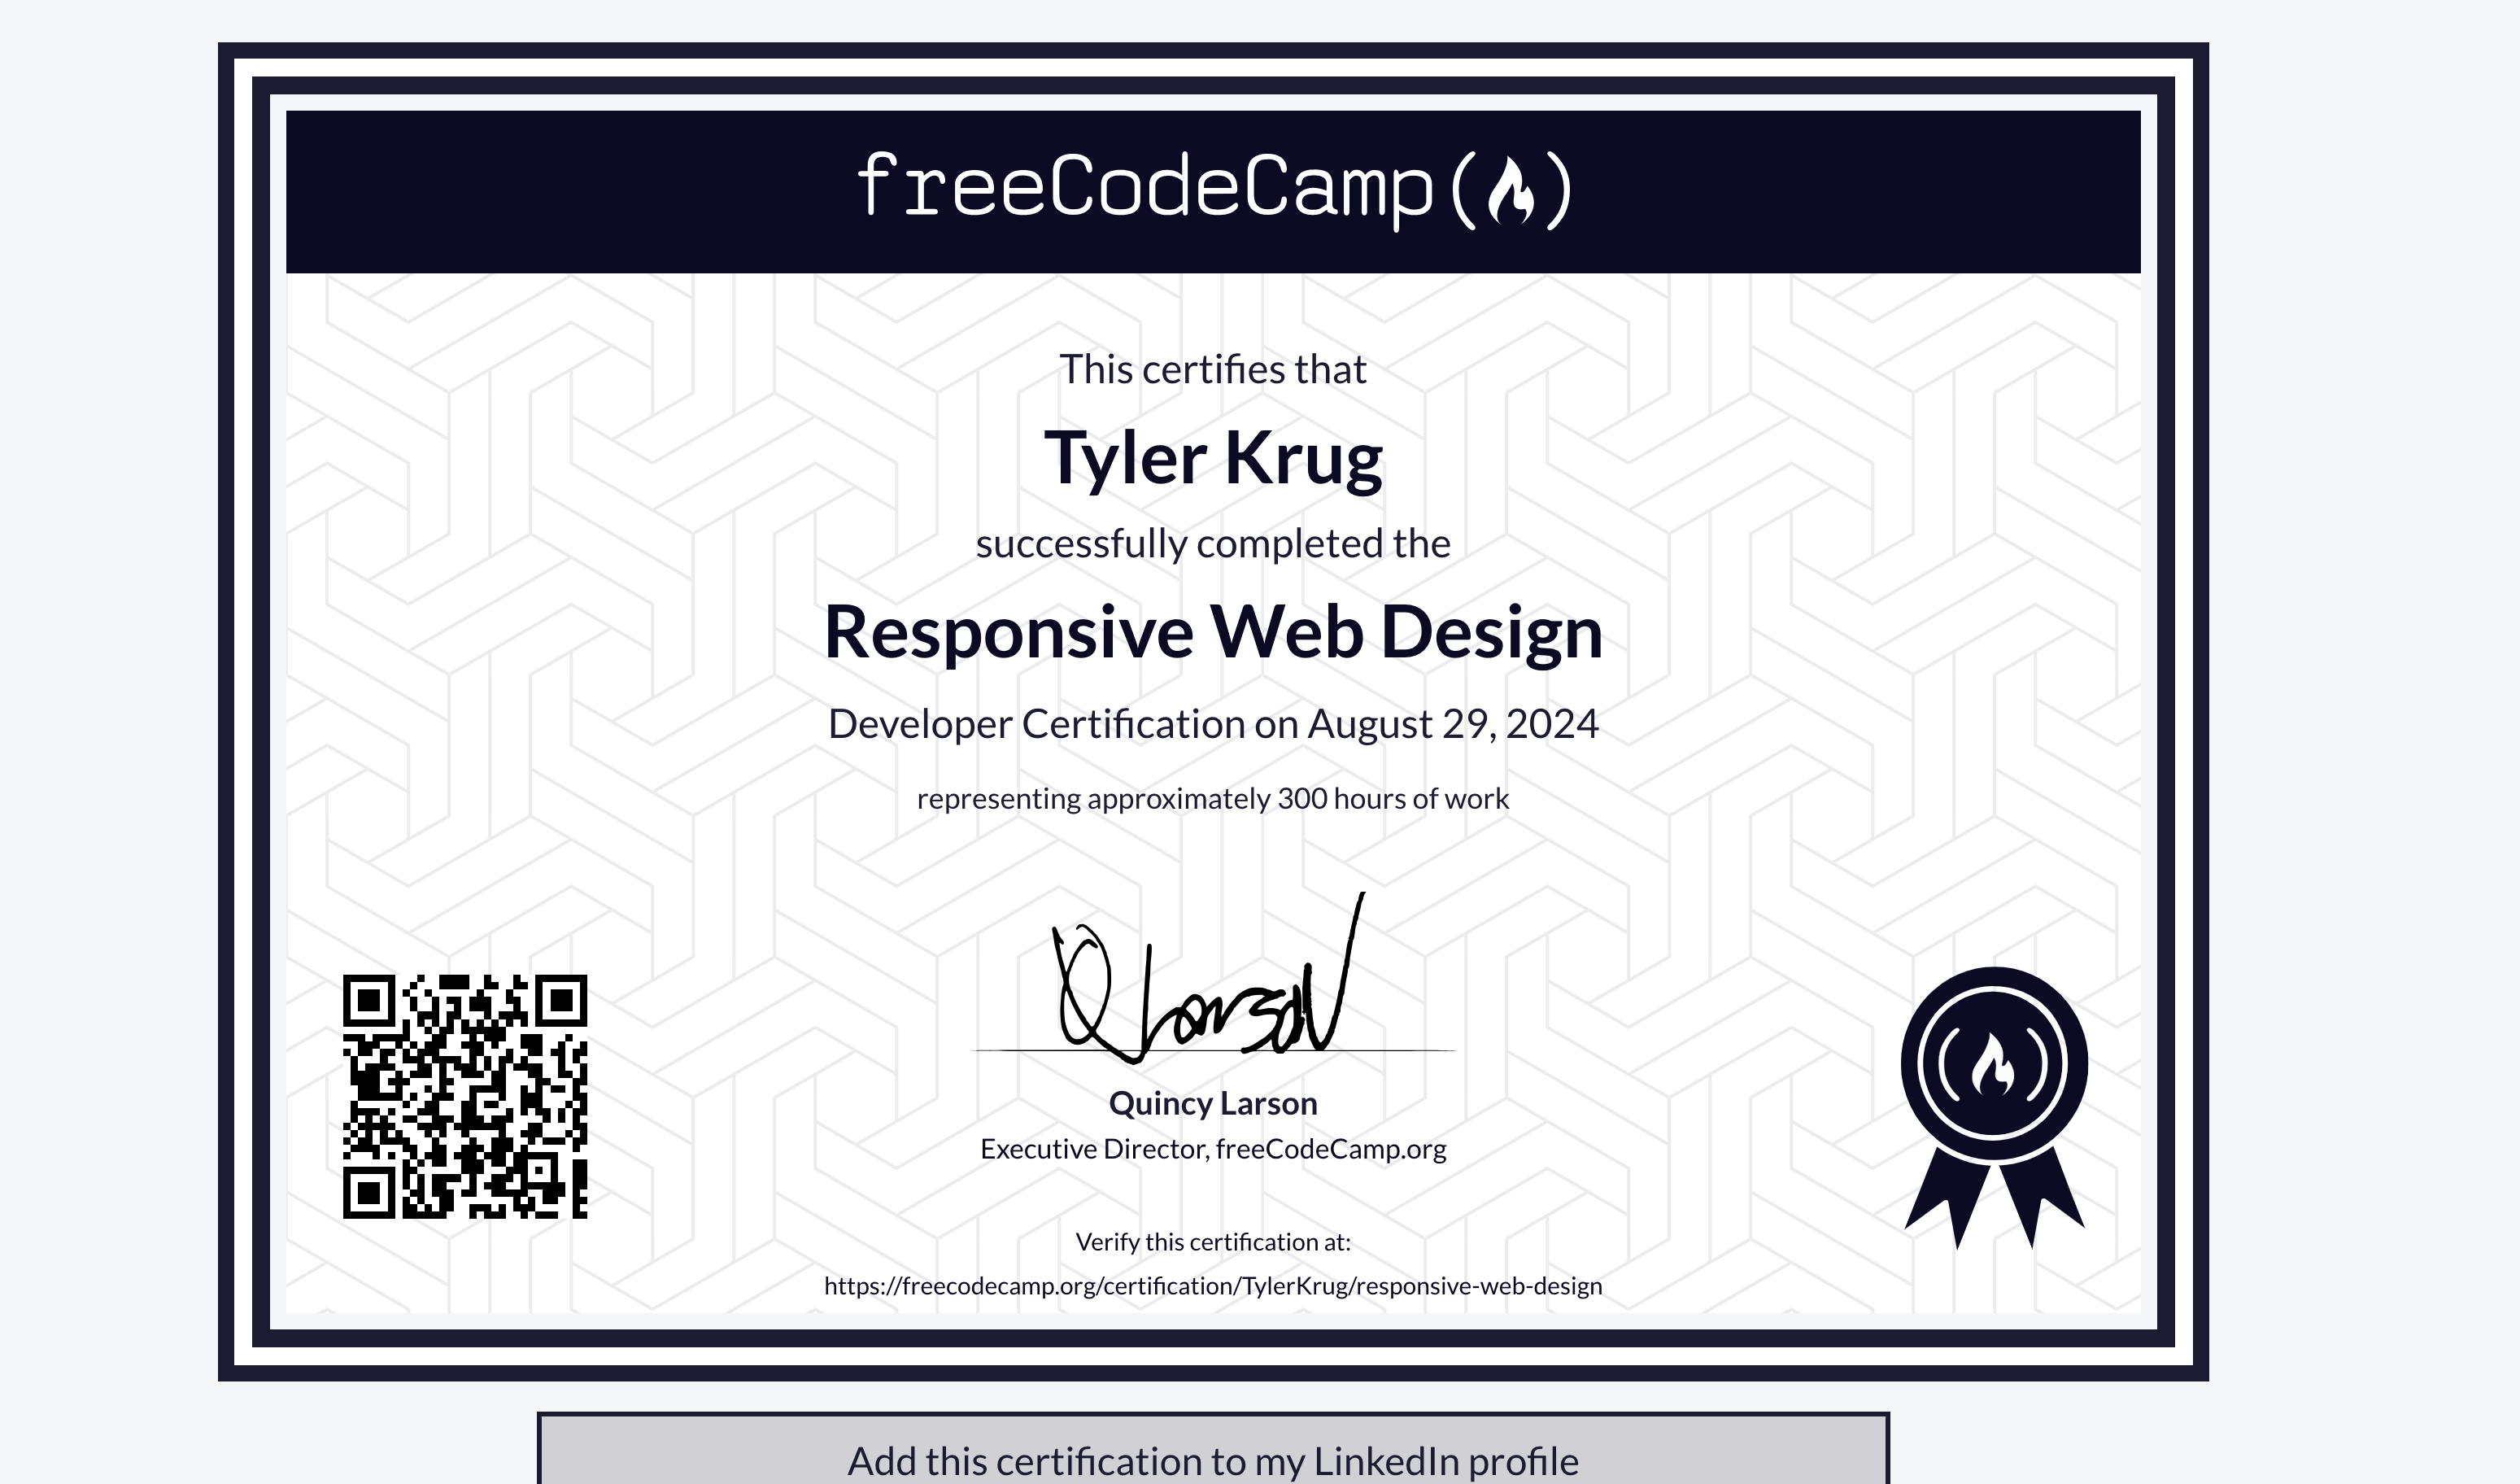 freeCodeCamp
This certifies that
Tyler Krug
successfully completed the
Responsive Web Design
Developer Certification on August 29, 2024
representing approximately 300 hours of work
Quincy Larson
Executive Director, freeCodeCamp.org
Verify this certification at:
https://freecodecamp.org/certification/TylerKrug/responsive-web-design
Add this certification to my LinkedIn profile